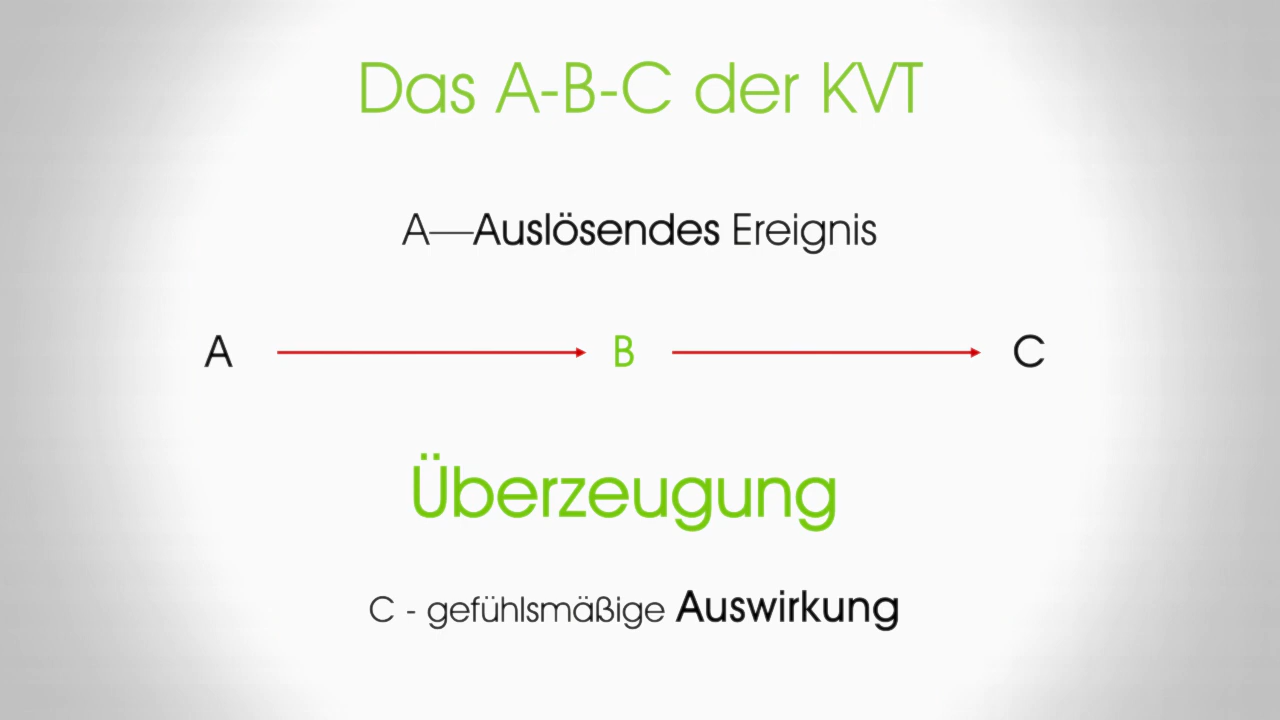 Das A-B-C der KVT
A—Auslösendes Ereignis
A B C
Überzeugung
C - gefühlsmäßige Auswirkung